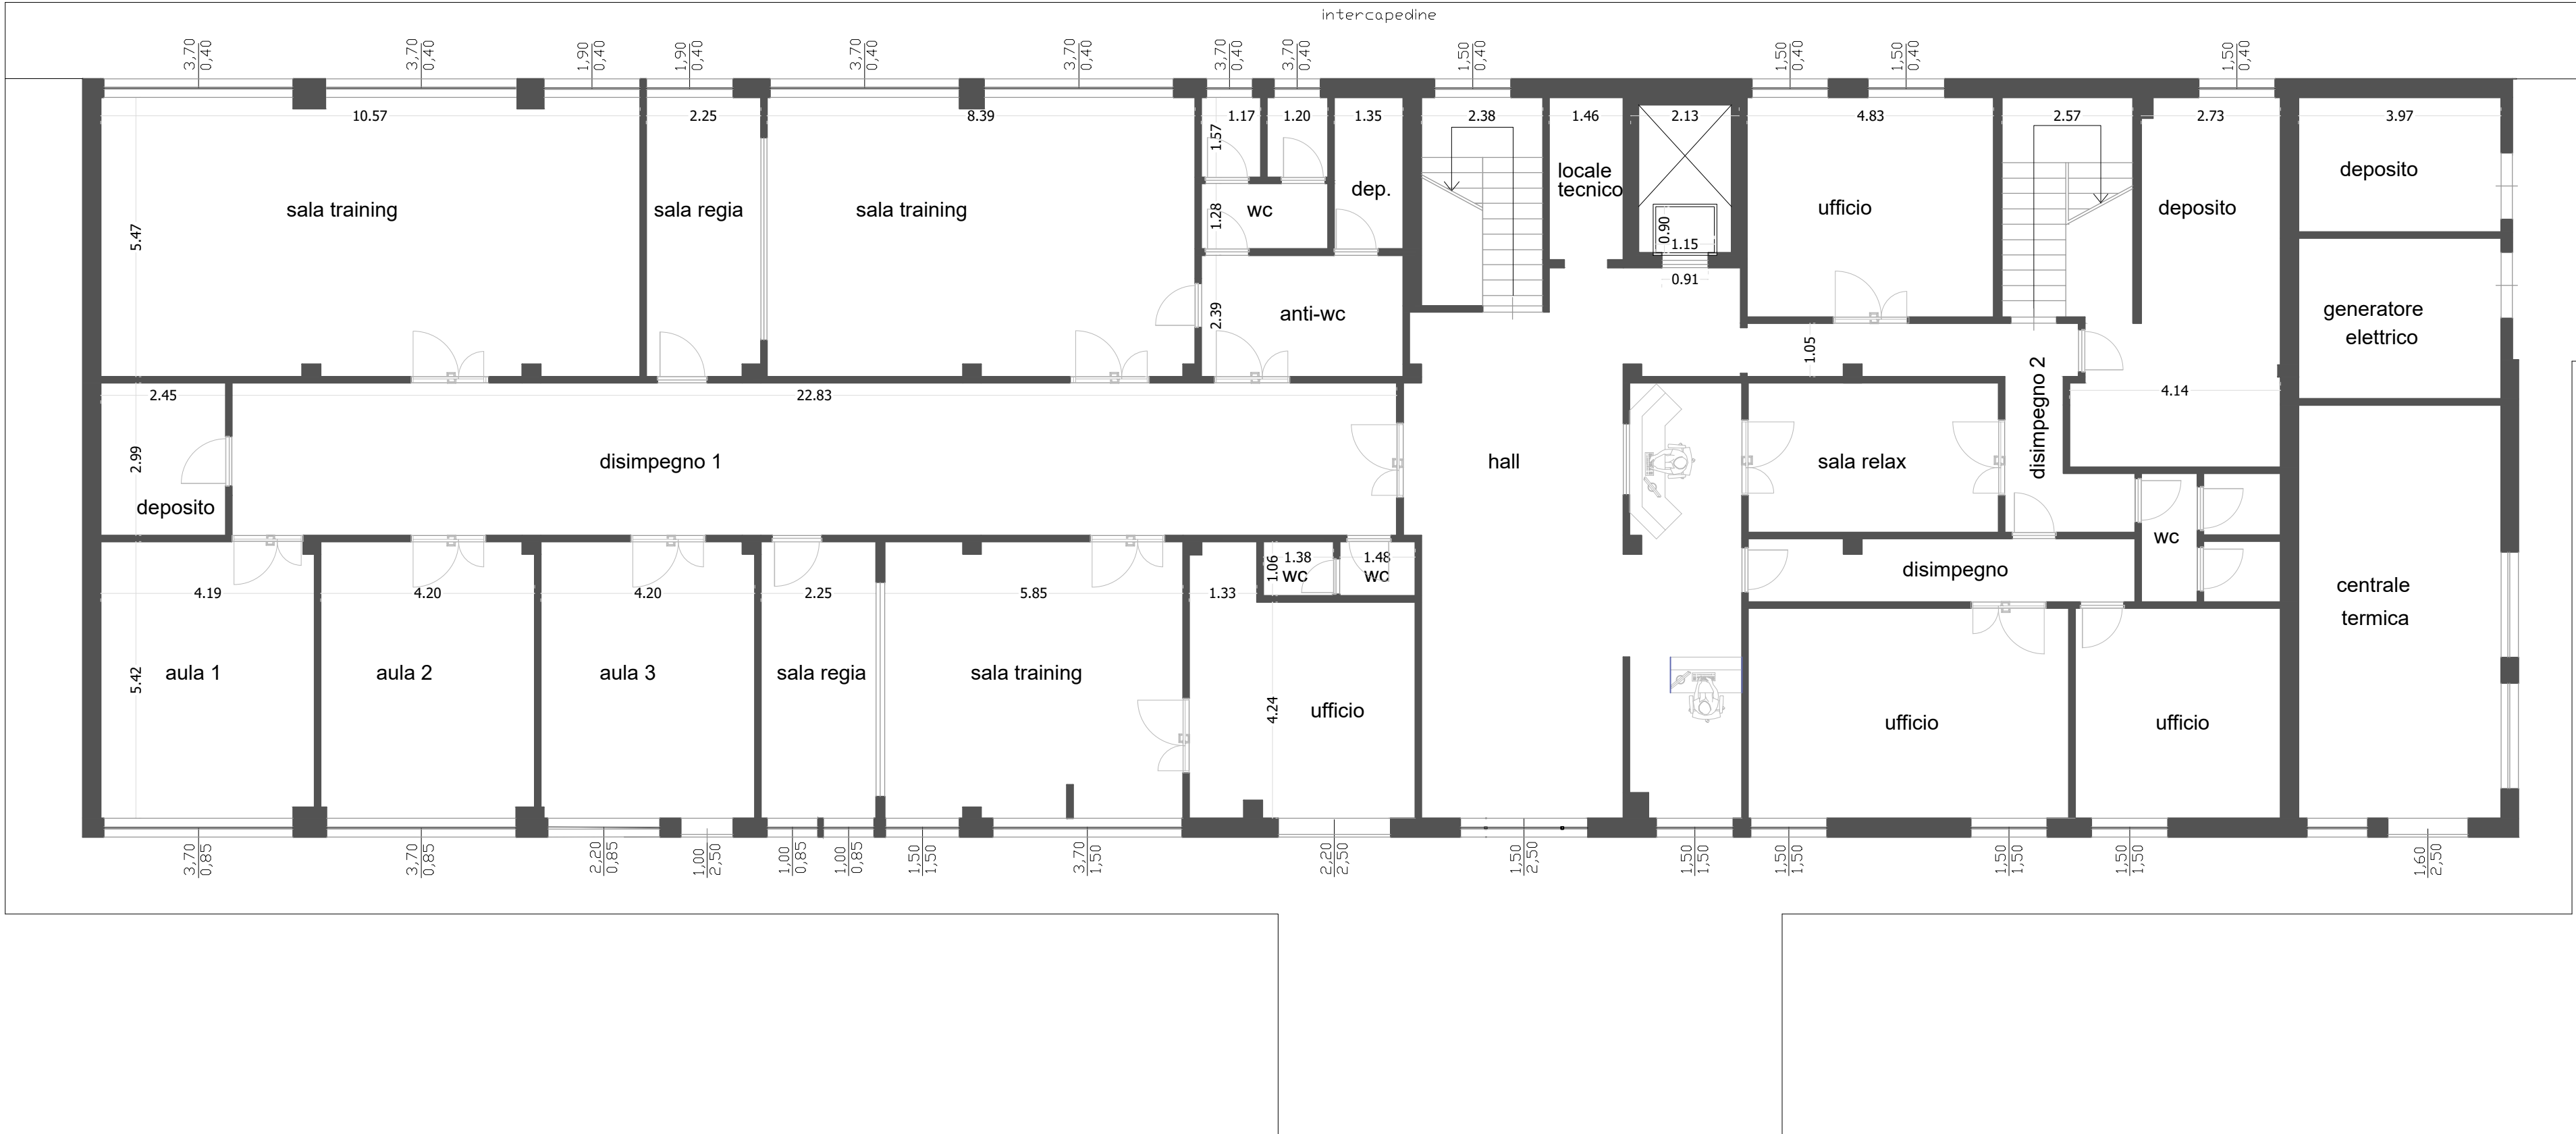 intercapedine
3,70
0,40
3,70
0,40
1,90
0,40
1,90
0,40
3,70
0,40
3,70
0,40
3,70
0,40
3,70
0,40
1,50
0,40
1,50
0,40
1,50
0,40
1,50
0,40
10.57
2.25
8.39
1.17
1.20
1.35
2.38
1.46
2.13
4.83
2.57
2.73
3.97
1.57
locale
tecnico
deposito
dep.
sala training
sala regia
sala training
wc
ufficio
deposito
5.47
1.28
0.90
1.15
0.91
2.39
anti-wc
generatore
elettrico
1.05
2.45
22.83
4.14
disimpegno 2
2.99
disimpegno 1
hall
sala relax
deposito
wc
1.06
1.38
wc
1.48
wc
disimpegno
centrale
termica
4.19
4.20
4.20
2.25
5.85
1.33
5.42
aula 1
aula 2
aula 3
sala regia
sala training
4.24
ufficio
ufficio
ufficio
3,70
0,85
3,70
0,85
2,20
0,85
1,00
2,50
1,00
0,85
1,00
0,85
1,50
1,50
3,70
1,50
2,20
2,50
1,50
2,50
1,50
1,50
1,50
1,50
1,50
1,50
1,50
1,50
1,60
2,50